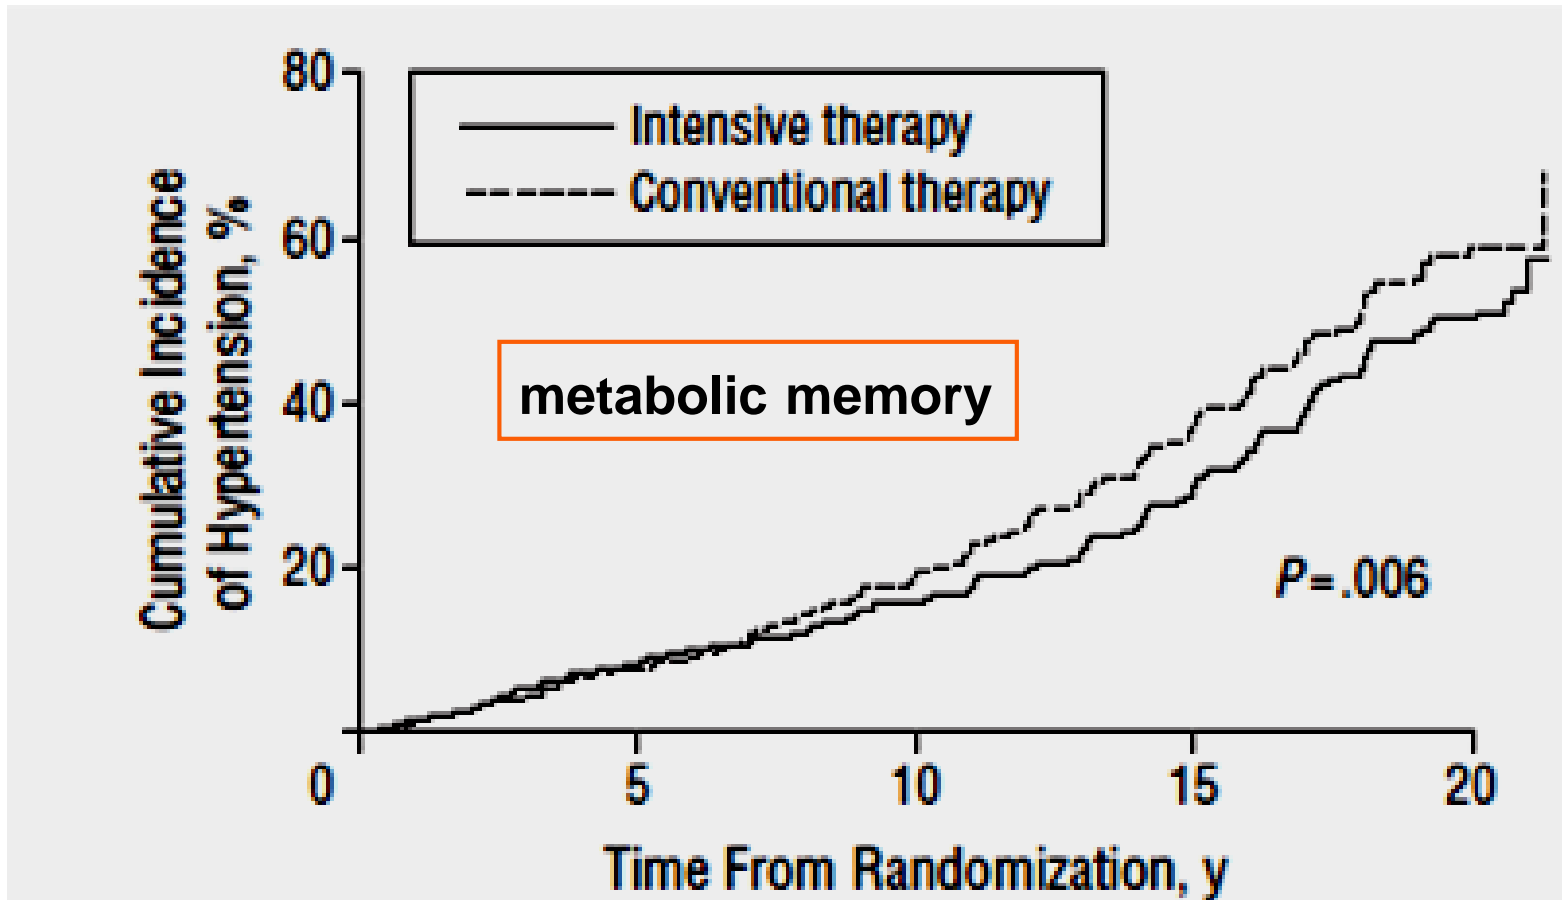 80
Intensive therapy
Conventional therapy
60
Cumulative Incidence
of Hypertension, %
metabolic memory
40
20
P=.006
0 5 10 15 20
Time From Randomization, y